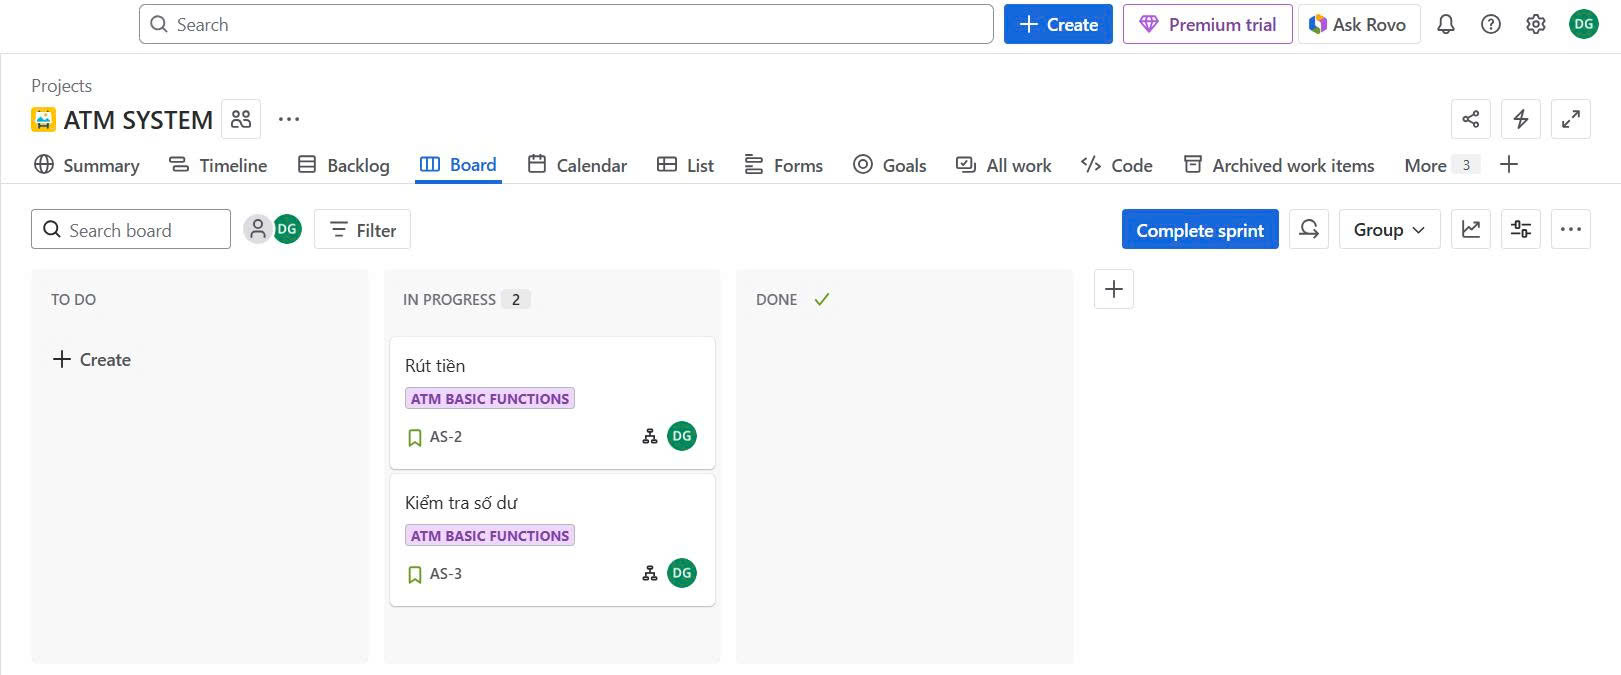 Search
Create
Premium trial
Ask Rovo
DG
Projects
ATM SYSTEM
Summary
Timeline
Backlog
Board
Calendar
List
Forms
Goals
All work
Code
Archived work items
More 3
Search board
DG
Filter
Complete sprint
Group
TO DO
Create
IN PROGRESS 2
Rút tiền
ATM BASIC FUNCTIONS
AS-2
DG
Kiểm tra số dư
ATM BASIC FUNCTIONS
AS-3
DG
DONE